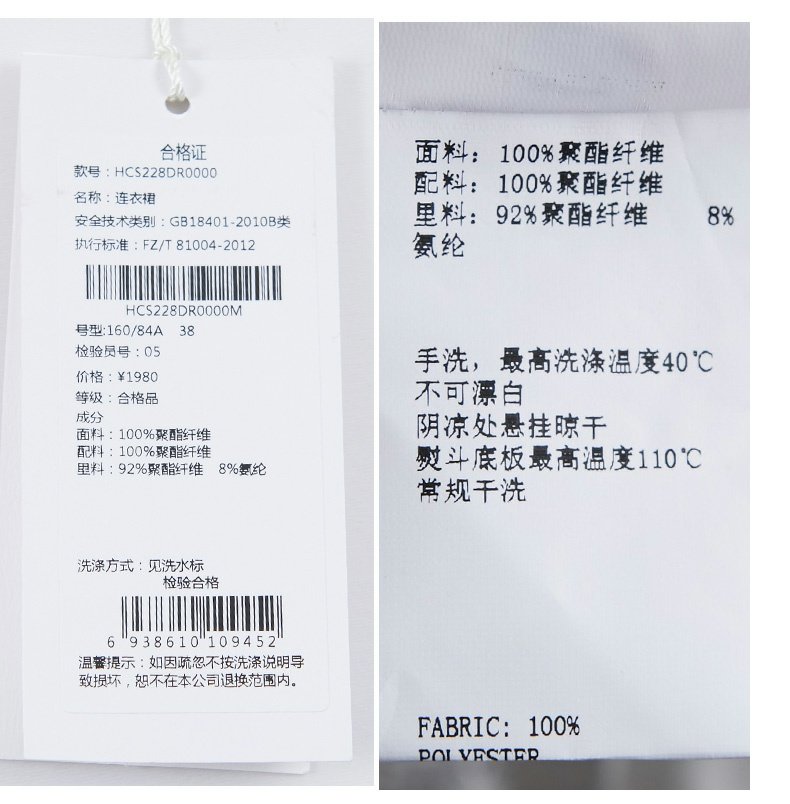 合格证
款号：HCS228DR0000
名称：连衣裙
安全技术类别：GB18401-2010B类
执行标准：FZ/T 81004-2012
HCS228DR0000M
号型:160/84A 38
检验员号：05
价格：¥1980
等级：合格品
成分
面料：100%聚酯纤维
配料：100%聚酯纤维
里料：92%聚酯纤维 8%氨纶
洗涤方式：见洗水标
检验合格
6 938610 109452
温馨提示：如因疏忽不按洗涤说明导
致损坏，恕不在本公司退换范围内。
面料：100%聚酯纤维
配料：100%聚酯纤维
里料：92%聚酯纤维 8%
氨纶
手洗，最高洗涤温度40℃
不可漂白
阴凉处悬挂晾干
熨斗底板最高温度110℃
常规干洗
FABRIC: 100%
POLYESTER